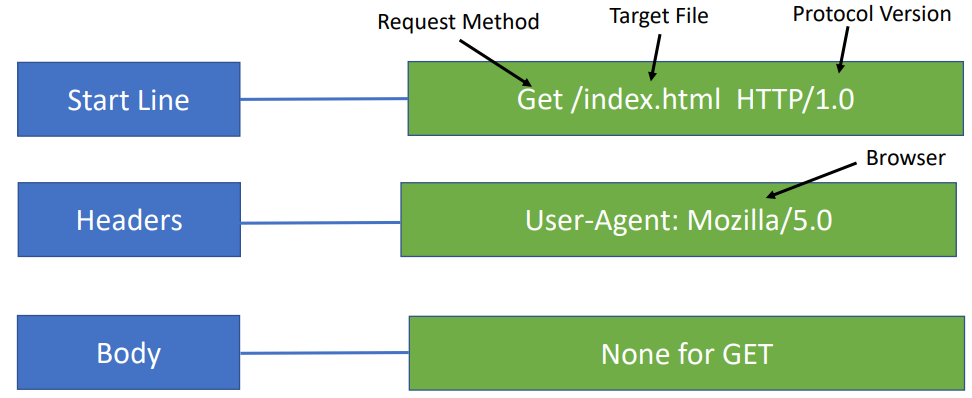 Request Method
Target File
Protocol Version
Start Line
Get /index.html HTTP/1.0
Browser
Headers
User-Agent: Mozilla/5.0
Body
None for GET